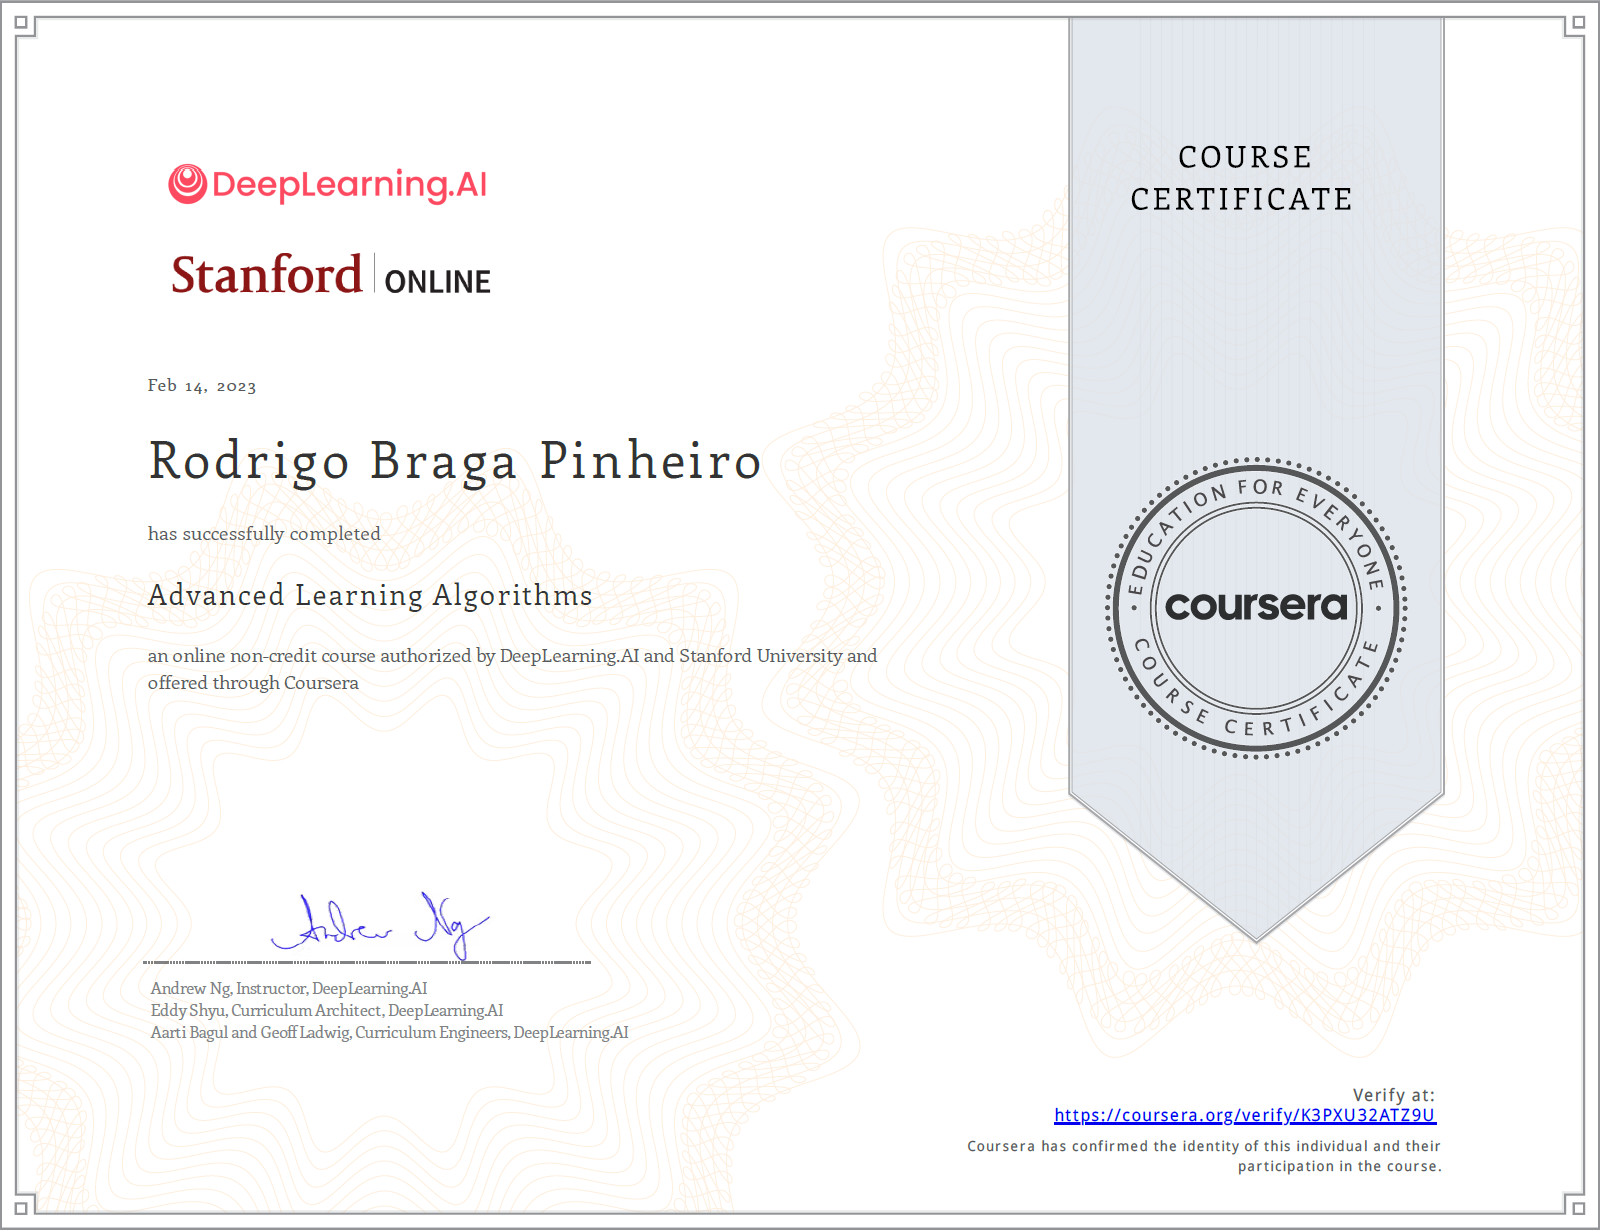 DeepLearning.AI
Stanford ONLINE
COURSE
CERTIFICATE
Feb 14, 2023
Rodrigo Braga Pinheiro
has successfully completed
Advanced Learning Algorithms
an online non-credit course authorized by DeepLearning.AI and Stanford University and
offered through Coursera
EDUCATION FOR EVERYONE
coursera
COURSE CERTIFICATE
Andrew Ng
Andrew Ng, Instructor, DeepLearning.AI
Eddy Shyu, Curriculum Architect, DeepLearning.AI
Aarti Bagul and Geoff Ladwig, Curriculum Engineers, DeepLearning.AI
Verify at:
https://coursera.org/verify/K3PXU32ATZ9U
Coursera has confirmed the identity of this individual and their
participation in the course.